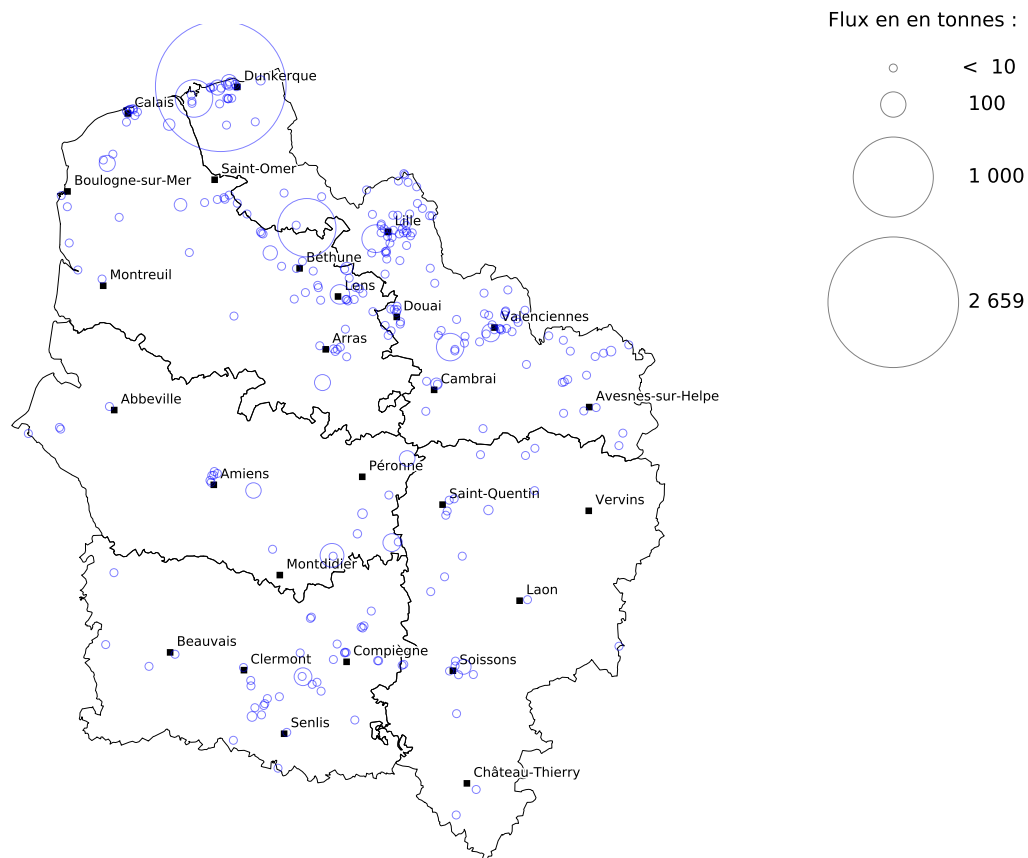 Flux en en tonnes :
< 10
100
1 000
2 659
Dunkerque
Calais
Saint-Omer
Boulogne-sur-Mer
Lille
Béthune
Montreuil
Lens
Douai
Valenciennes
Arras
Cambrai
Abbeville
Avesnes-sur-Helpe
Péronne
Amiens
Saint-Quentin
Vervins
Montdidier
Laon
Beauvais
Compiègne
Clermont
Soissons
Senlis
Château-Thierry